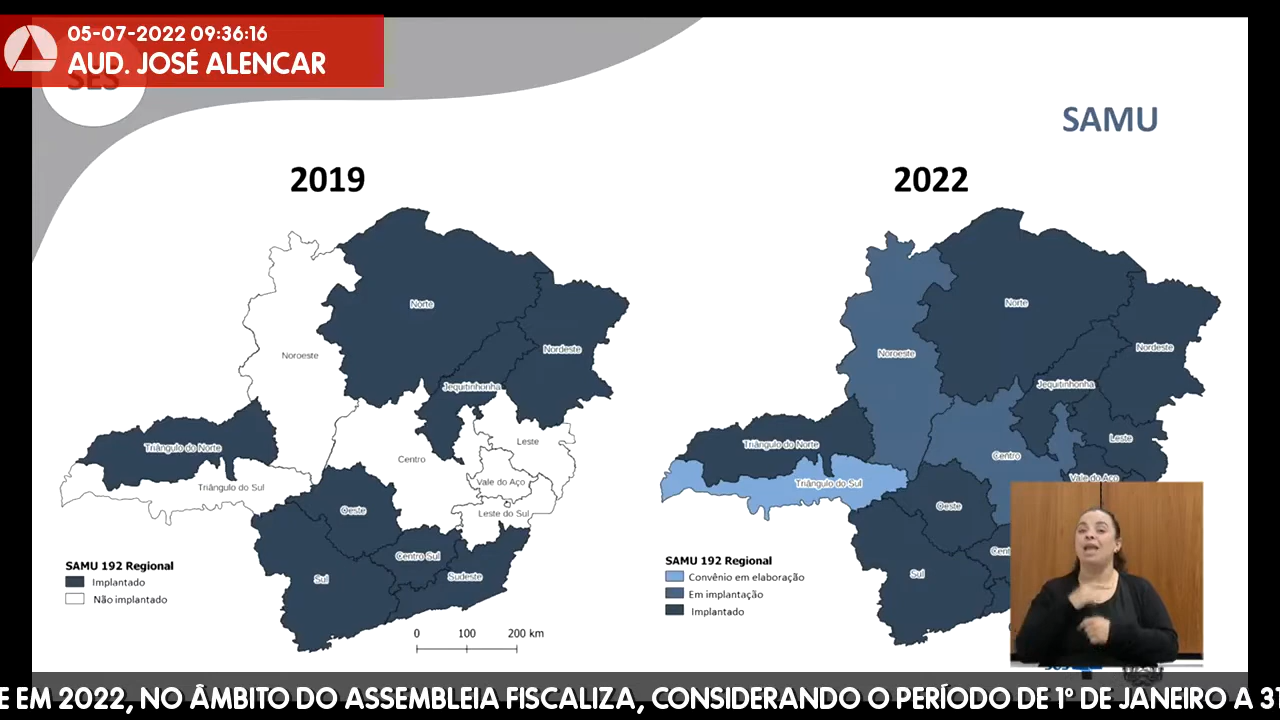 05-07-2022 09:36:16
AUD. JOSÉ ALENCAR
SES
SAMU
2019
2022
Norte
Noroeste
Nordeste
Jequitinhonha
Triângulo do Norte
Leste
Centro
Vale do Aço
Triângulo do Sul
Leste do Sul
Oeste
Centro Sul
Sul
Sudeste
SAMU 192 Regional
Implantado
Não implantado
0 100 200 km
Norte
Noroeste
Nordeste
Jequitinhonha
Triângulo do Norte
Leste
Centro
Vale do Aço
Triângulo do Sul
Oeste
Sul
SAMU 192 Regional
Convênio em elaboração
Em implantação
Implantado
E EM 2022, NO ÂMBITO DO ASSEMBLEIA FISCALIZA, CONSIDERANDO O PERÍODO DE 1º DE JANEIRO A 31